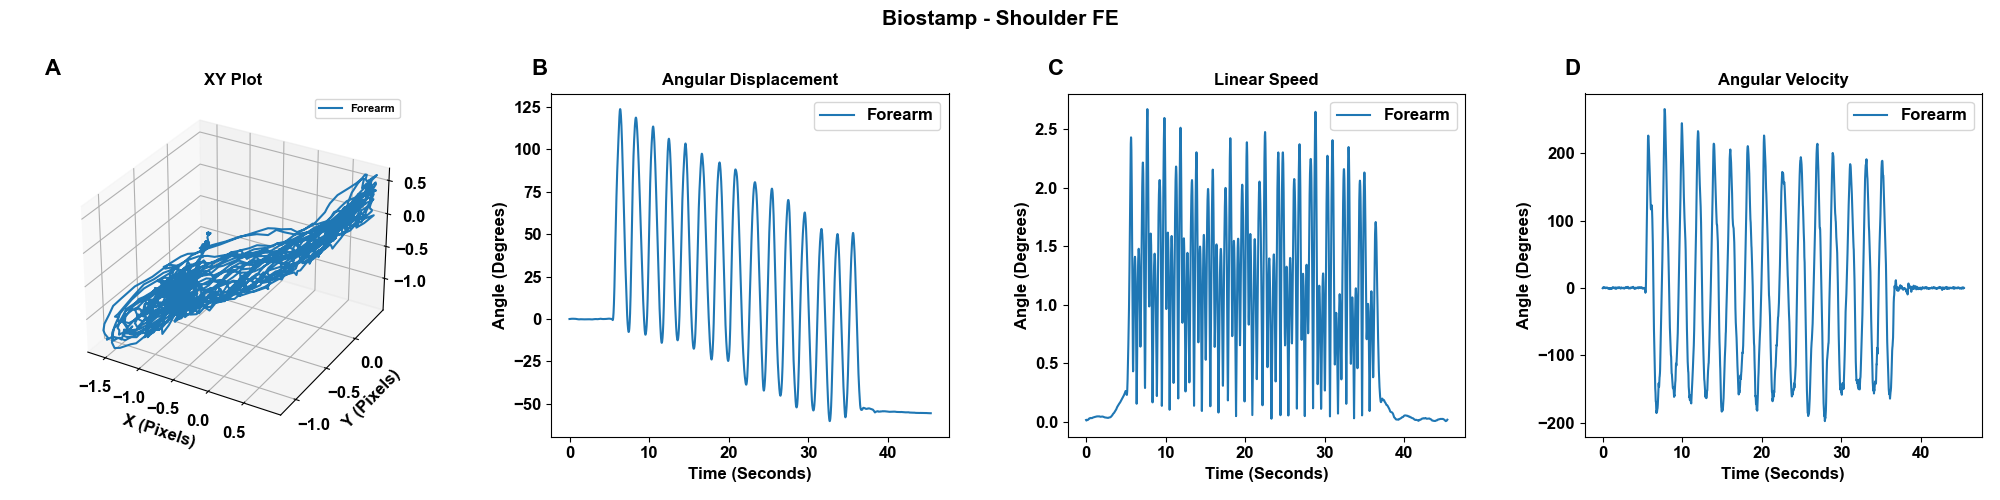 Biostamp - Shoulder FE
A
XY Plot
Forearm
0.5
0.0
−0.5
−1.0
−1.5
−1.0
−0.5
0.0
0.5
X (Pixels)
−1.0
−0.5
0.0
Y (Pixels)
B
Angular Displacement
Forearm
125
100
75
50
25
0
−25
−50
Angle (Degrees)
0 10 20 30 40
Time (Seconds)
C
Linear Speed
Forearm
2.5
2.0
1.5
1.0
0.5
0.0
Angle (Degrees)
0 10 20 30 40
Time (Seconds)
D
Angular Velocity
Forearm
200
100
0
−100
−200
Angle (Degrees)
0 10 20 30 40
Time (Seconds)